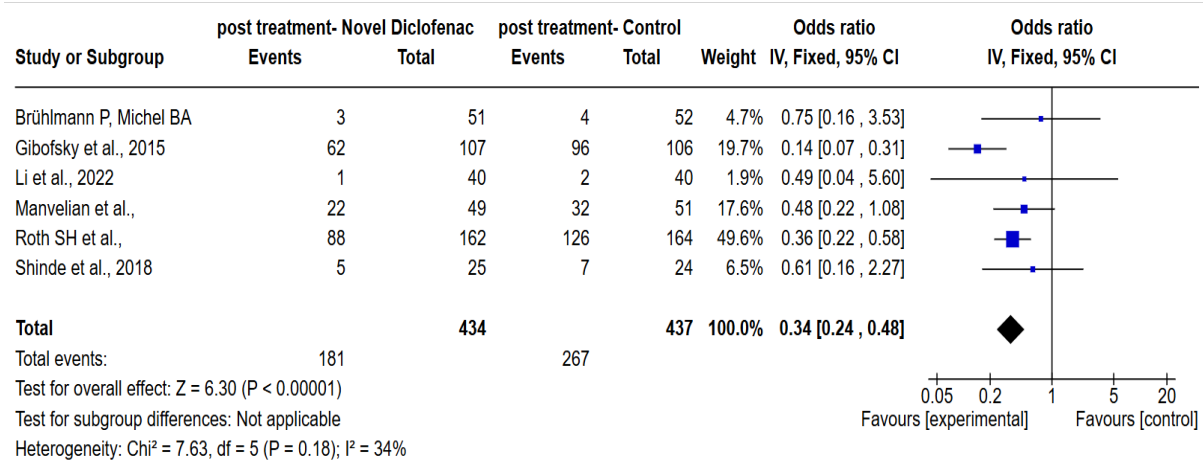 post treatment- Novel Diclofenac post treatment- Control Odds ratio Odds ratio
Study or Subgroup Events Total Events Total Weight IV, Fixed, 95% CI IV, Fixed, 95% CI
Brühlmann P, Michel BA 3 51 4 52 4.7% 0.75 [0.16 , 3.53]
Gibofsky et al., 2015 62 107 96 106 19.7% 0.14 [0.07 , 0.31]
Li et al., 2022 1 40 2 40 1.9% 0.49 [0.04 , 5.60]
Manvelian et al., 22 49 32 51 17.6% 0.48 [0.22 , 1.08]
Roth SH et al., 88 162 126 164 49.6% 0.36 [0.22 , 0.58]
Shinde et al., 2018 5 25 7 24 6.5% 0.61 [0.16 , 2.27]
Total 434 437 100.0% 0.34 [0.24 , 0.48]
Total events: 181 267
Test for overall effect: Z = 6.30 (P < 0.00001)
0.05 0.2 1 5 20
Test for subgroup differences: Not applicable
Favours [experimental] Favours [control]
Heterogeneity: Chi² = 7.63, df = 5 (P = 0.18); I² = 34%